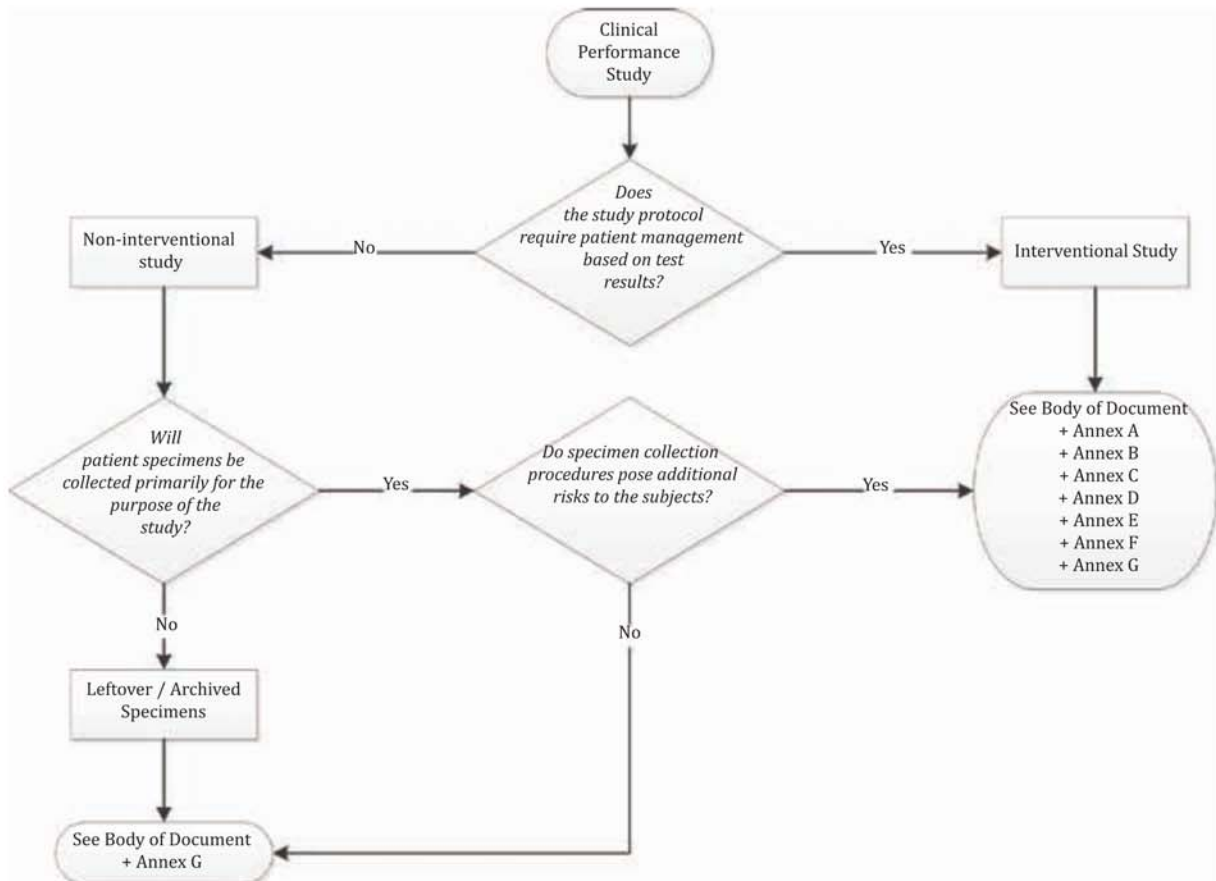 Clinical
Performance
Study
Does
the study protocol
require patient management
based on test
results?
No
Yes
Non-interventional
study
Interventional Study
Will
patient specimens be
collected primarily for the
purpose of the
study?
Yes
Do specimen collection
procedures pose additional
risks to the subjects?
Yes
See Body of Document
+ Annex A
+ Annex B
+ Annex C
+ Annex D
+ Annex E
+ Annex F
+ Annex G
No
No
Leftover / Archived
Specimens
See Body of Document
+ Annex G